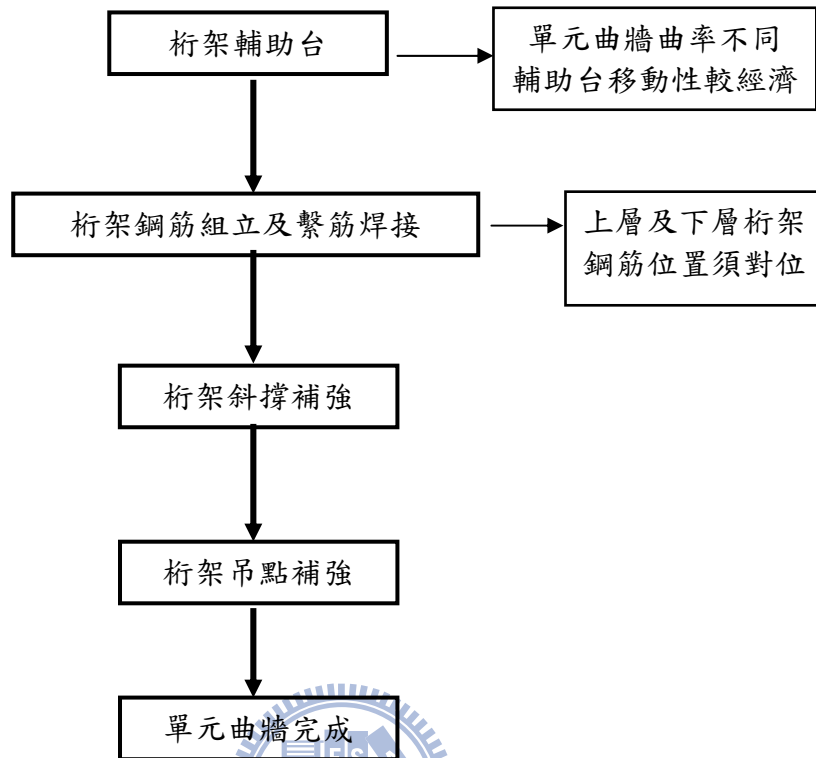 桁架輔助台
單元曲牆曲率不同
輔助台移動性較經濟
桁架鋼筋組立及繫筋焊接
上層及下層桁架
鋼筋位置須對位
桁架斜撐補強
桁架吊點補強
單元曲牆完成